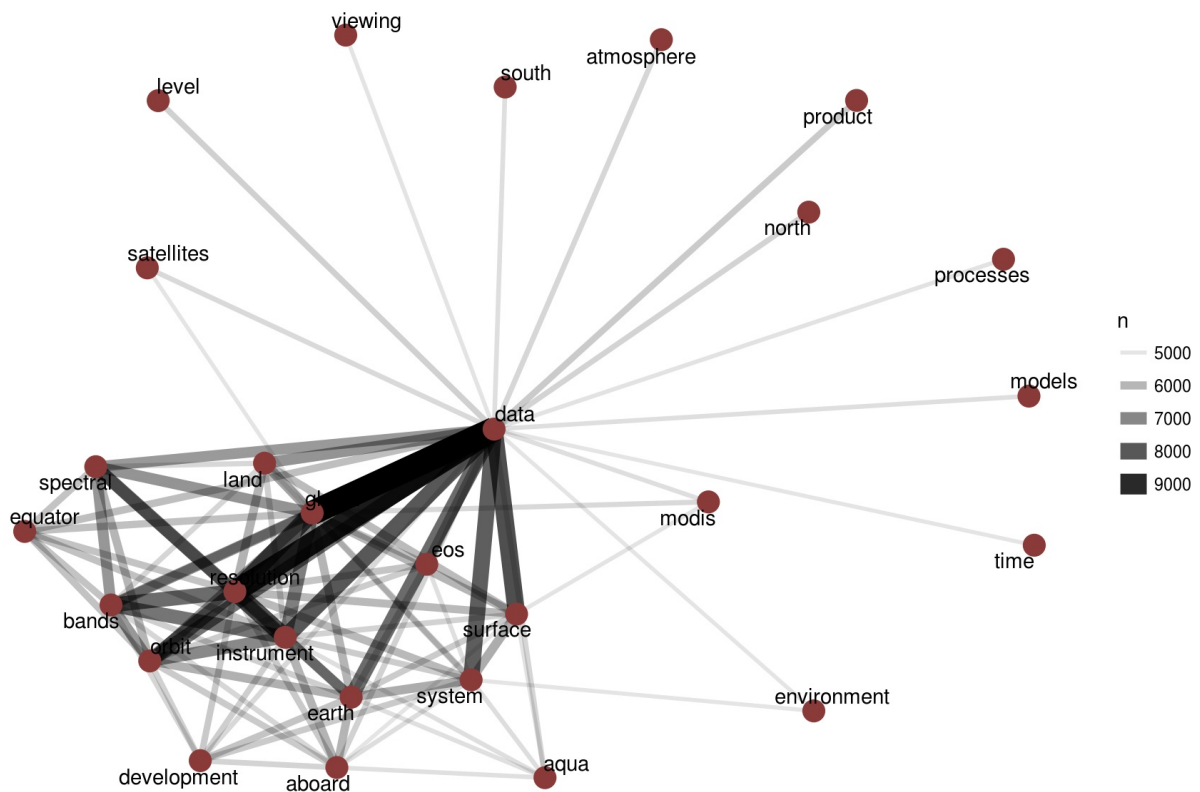 viewing
south
atmosphere
level
product
north
satellites
processes
n
5000
6000
7000
8000
9000
models
data
land
spectral
equator
modis
eos
time
resolution
bands
surface
orbit
instrument
system
earth
environment
development
aboard
aqua